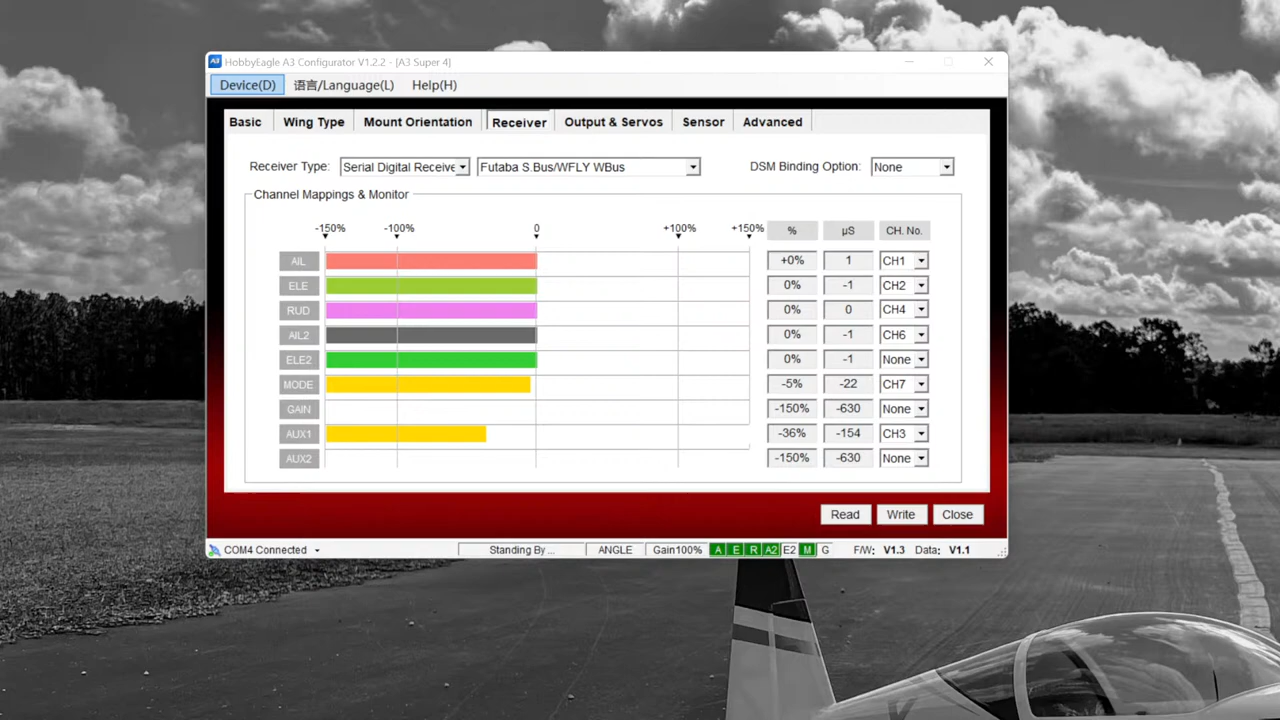 A3 HobbyEagle A3 Configurator V1.2.2 - [A3 Super 4]
Device(D) 语言/Language(L) Help(H)
Basic Wing Type Mount Orientation Receiver Output & Servos Sensor Advanced
Receiver Type: Serial Digital Receive Futaba S.Bus/WFLY WBus DSM Binding Option: None
Channel Mappings & Monitor
-150% -100% 0 +100% +150% % µS CH. No.
AIL +0% 1 CH1
ELE 0% -1 CH2
RUD 0% 0 CH4
AIL2 0% -1 CH6
ELE2 0% -1 None
MODE -5% -22 CH7
GAIN -150% -630 None
AUX1 -36% -154 CH3
AUX2 -150% -630 None
Read Write Close
COM4 Connected Standing By ... ANGLE Gain100% A E R A2 E2 M G F/W: V1.3 Data: V1.1